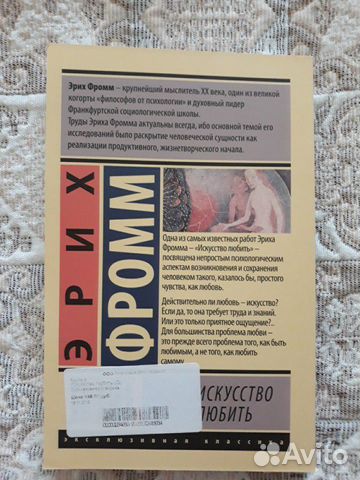 Эрих Фромм – крупнейший мыслитель XX века, один из великой
когорты «философов от психологии» и духовный лидер
Франкфуртской социологической школы.
Труды Эриха Фромма актуальны всегда, ибо основной темой его
исследований было раскрытие человеческой сущности как
реализации продуктивного, жизнетворческого начала.
ЭРИХ
ФРОММ
Одна из самых известных работ Эриха
Фромма – «Искусство любить» –
посвящена непростым психологическим
аспектам возникновения и сохранения
человеком такого, казалось бы, простого
чувства, как любовь.
Действительно ли любовь – искусство?
Если да, то она требует труда и знаний.
Или это только приятное ощущение?..
Для большинства проблема любви –
это прежде всего проблема того, как быть
любимым, а не того, как любить
самому
ООО
ИСКУССТВО
ЛЮБИТЬ
эксклюзивная классика
Avito